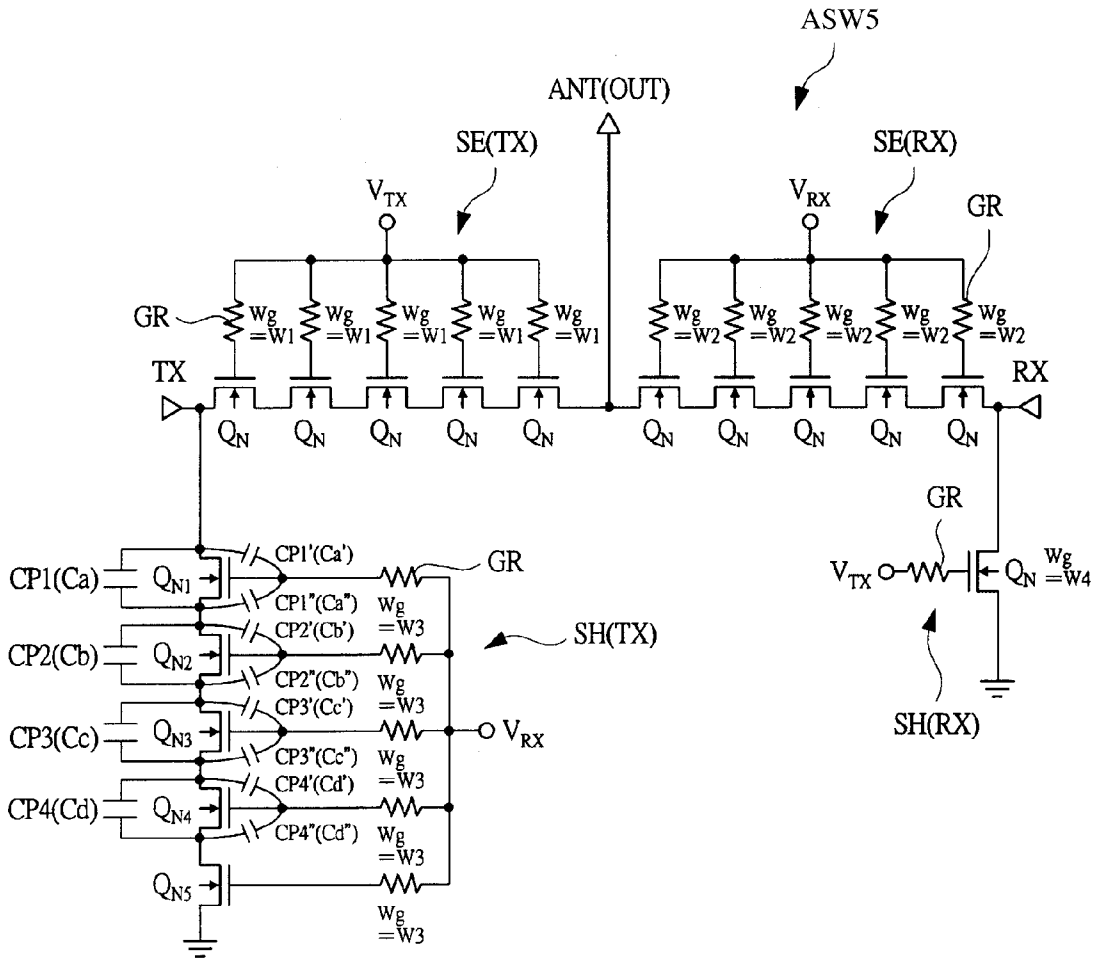 ASW5
ANT(OUT)
SE(TX)
SE(RX)
V_TX
V_RX
GR
GR
Wg =W1
Wg =W1
Wg =W1
Wg =W1
Wg =W1
Wg =W2
Wg =W2
Wg =W2
Wg =W2
Wg =W2
TX
RX
Q_N
Q_N
Q_N
Q_N
Q_N
Q_N
Q_N
Q_N
Q_N
Q_N
CP1(Ca)
Q_N1
CP1'(Ca')
CP1"(Ca")
GR
Wg =W3
CP2(Cb)
Q_N2
CP2'(Cb')
CP2"(Cb")
Wg =W3
SH(TX)
CP3(Cc)
Q_N3
CP3'(Cc')
CP3"(Cc")
Wg =W3
V_RX
CP4(Cd)
Q_N4
CP4'(Cd')
CP4"(Cd")
Wg =W3
Q_N5
Wg =W3
GR
V_TX
Q_N
Wg =W4
SH(RX)